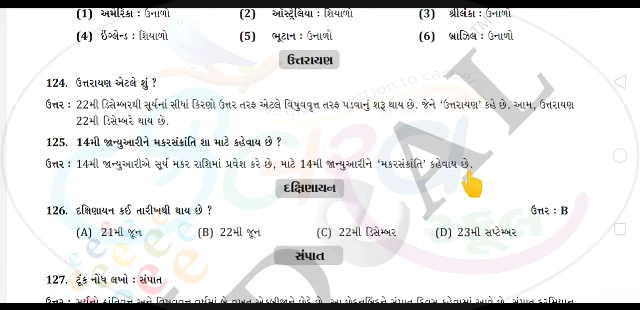 (1) અમેરિકા : ઉનાળો (2) ઑસ્ટ્રેલિયા : શિયાળો (3) શ્રીલંકા : ઉનાળો
(4) ઇંગ્લૅન્ડ : શિયાળો (5) ભૂટાન : ઉનાળો (6) બ્રાઝિલ : ઉનાળો
ઉત્તરાયણ
124. ઉત્તરાયણ એટલે શું ?
ઉત્તર : 22મી ડિસેમ્બરથી સૂર્યનાં સીધાં કિરણો ઉત્તર તરફ એટલે વિષુવવૃત્ત તરફ પડવાનું શરૂ થાય છે. જેને ‘ઉત્તરાયણ’ કહે છે. આમ, ઉત્તરાયણ
22મી ડિસેમ્બરે થાય છે.
125. 14મી જાન્યુઆરીને મકરસંક્રાંતિ શા માટે કહેવાય છે ?
ઉત્તર : 14મી જાન્યુઆરીએ સૂર્ય મકર રાશિમાં પ્રવેશ કરે છે, માટે 14મી જાન્યુઆરીને ‘મકરસંક્રાંતિ’ કહેવાય છે.
દક્ષિણાયન
126. દક્ષિણાયન કઈ તારીખથી થાય છે ? ઉત્તર : B
(A) 21મી જૂન (B) 22મી જૂન (C) 22મી ડિસેમ્બર (D) 23મી સપ્ટેમ્બર
સંપાત
127. ટૂંક નોંધ લખો : સંપાત